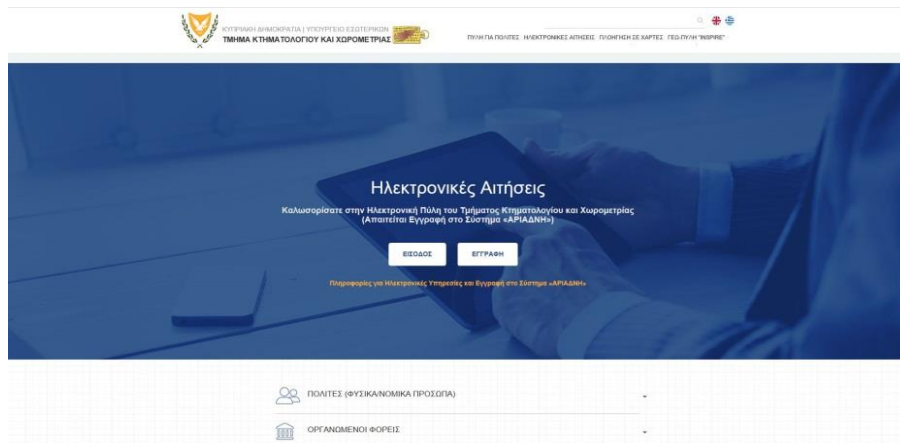 ΚΥΠΡΙΑΚΗ ΔΗΜΟΚΡΑΤΙΑ | ΥΠΟΥΡΓΕΙΟ ΕΣΩΤΕΡΙΚΩΝ
ΤΜΗΜΑ ΚΤΗΜΑΤΟΛΟΓΙΟΥ ΚΑΙ ΧΩΡΟΜΕΤΡΙΑΣ
ΠΥΛΗ ΓΙΑ ΠΟΛΙΤΕΣ ΗΛΕΚΤΡΟΝΙΚΕΣ ΑΙΤΗΣΕΙΣ ΠΛΟΗΓΗΣΗ ΣΕ ΧΑΡΤΕΣ ΓΕΩ-ΠΥΛΗ "INSPIRE"
Ηλεκτρονικές Αιτήσεις
Καλωσορίσατε στην Ηλεκτρονική Πύλη του Τμήματος Κτηματολογίου και Χωρομετρίας
(Απαιτείται Εγγραφή στο Σύστημα «ΑΡΙΑΔΝΗ»)
ΕΙΣΟΔΟΣ ΕΓΓΡΑΦΗ
Πληροφορίες για Ηλεκτρονικές Υπηρεσίες και Εγγραφή στο Σύστημα «ΑΡΙΑΔΝΗ»
ΠΟΛΙΤΕΣ (ΦΥΣΙΚΑ/ΝΟΜΙΚΑ ΠΡΟΣΩΠΑ)
ΟΡΓΑΝΩΜΕΝΟΙ ΦΟΡΕΙΣ